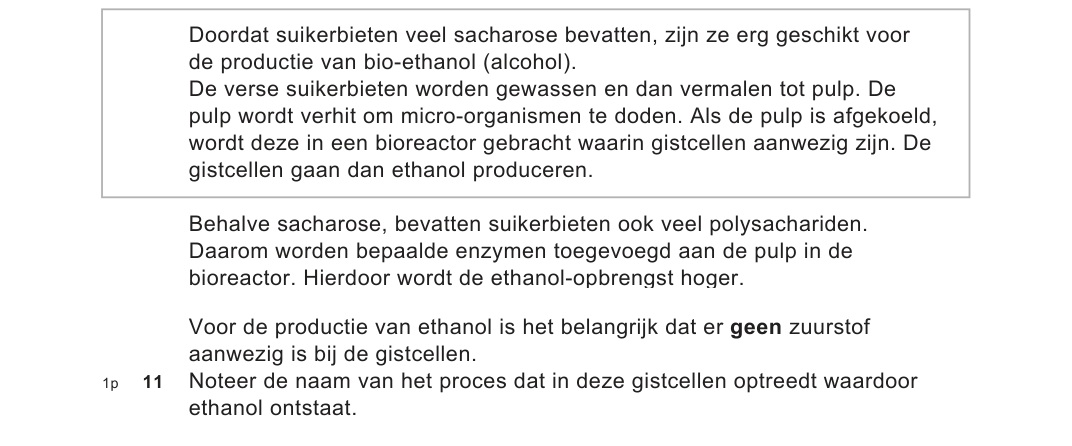 Doordat suikerbieten veel sacharose bevatten, zijn ze erg geschikt voor
de productie van bio-ethanol (alcohol).
De verse suikerbieten worden gewassen en dan vermalen tot pulp. De
pulp wordt verhit om micro-organismen te doden. Als de pulp is afgekoeld,
wordt deze in een bioreactor gebracht waarin gistcellen aanwezig zijn. De
gistcellen gaan dan ethanol produceren.
Behalve sacharose, bevatten suikerbieten ook veel polysachariden.
Daarom worden bepaalde enzymen toegevoegd aan de pulp in de
bioreactor. Hierdoor wordt de ethanol-opbrengst hoger.
Voor de productie van ethanol is het belangrijk dat er geen zuurstof
aanwezig is bij de gistcellen.
1p 11 Noteer de naam van het proces dat in deze gistcellen optreedt waardoor
ethanol ontstaat.